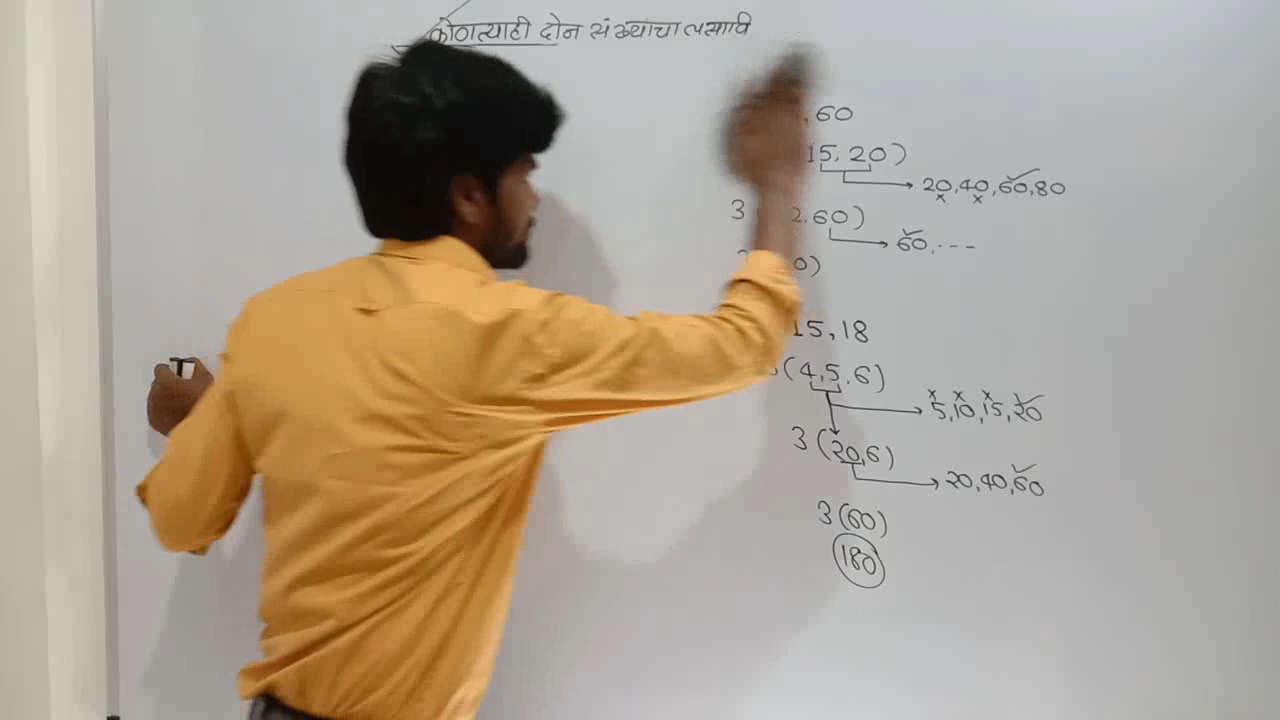 कोणत्याही दोन संख्यांचा लसावि
, 60
15, 20)
20, 40, 60, 80
3
2, 60)
60, ---
0)
15, 18
(4, 5, 6)
5, 10, 15, 20
3 (20, 6)
20, 40, 60
3 (60)
180